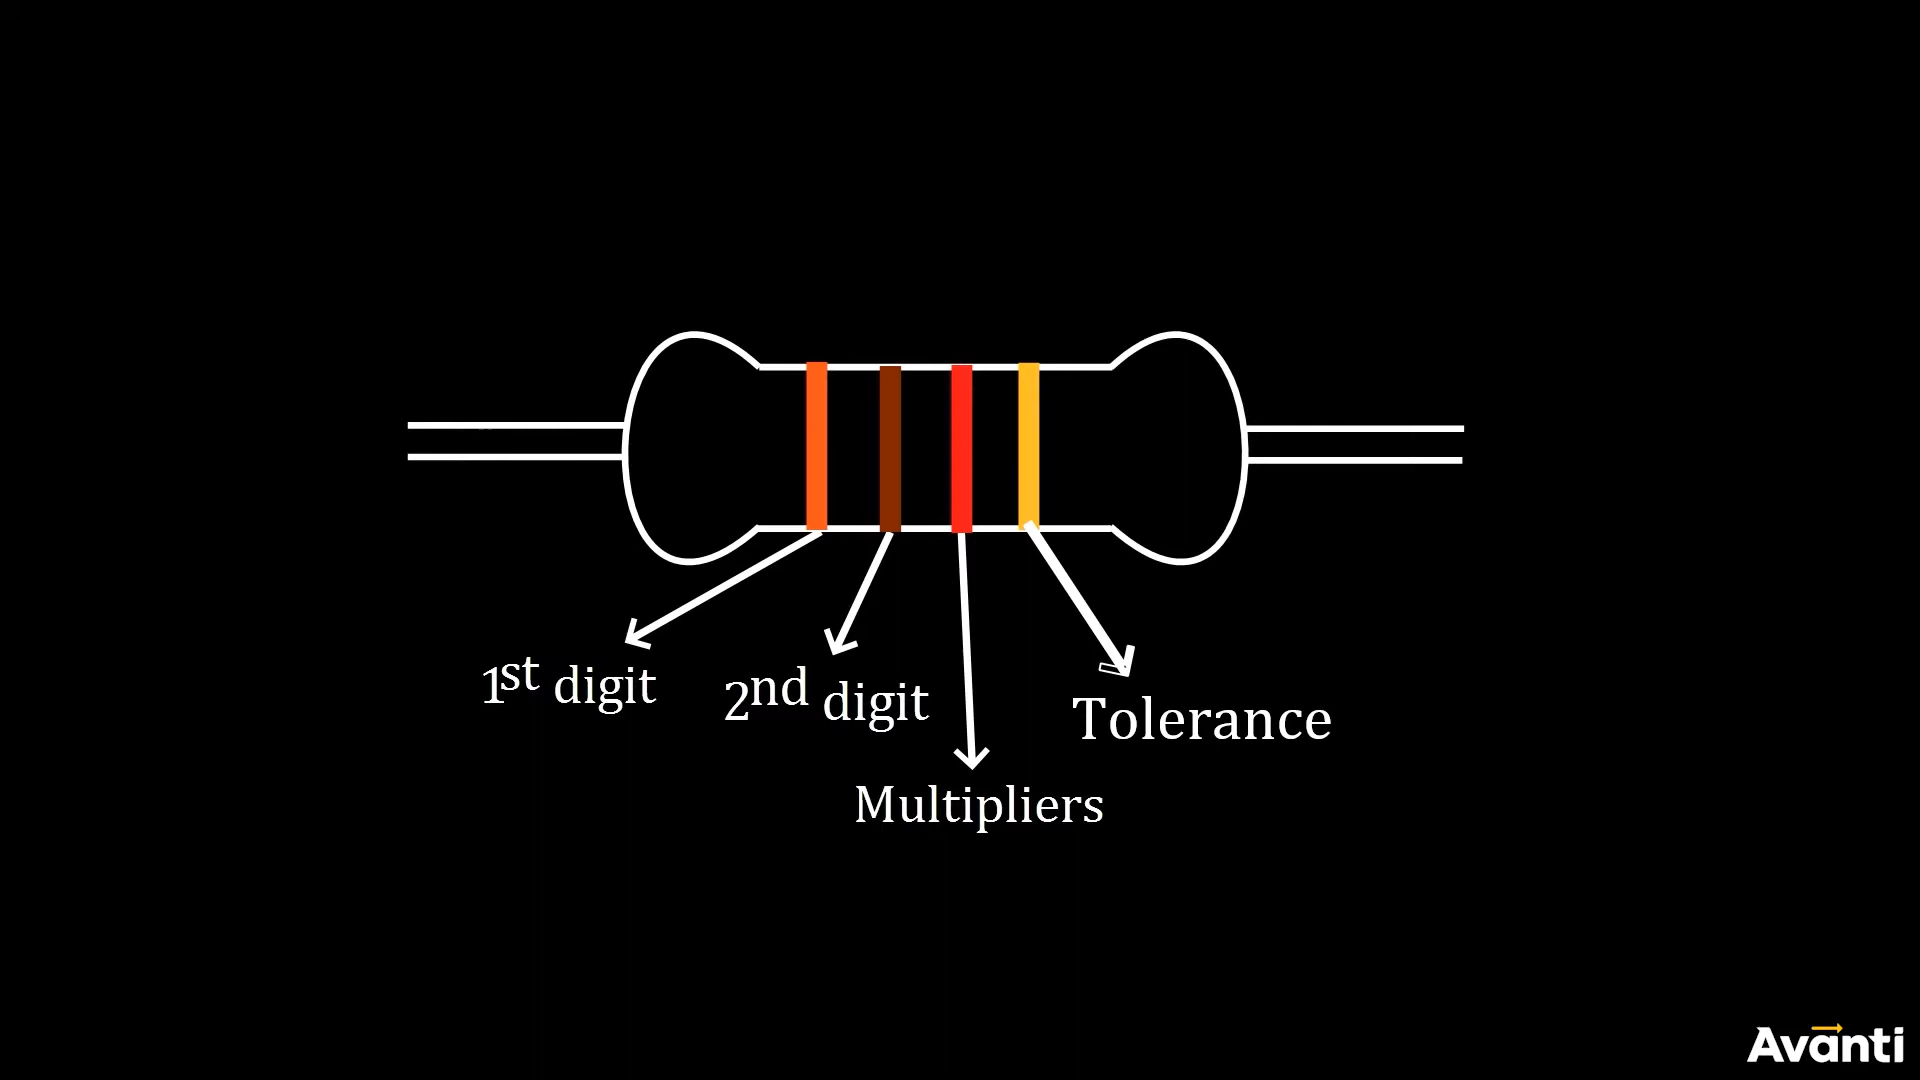 1st digit
2nd digit
Tolerance
Multipliers
Avanti